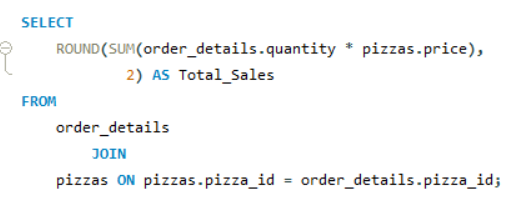 SELECT
ROUND(SUM(order_details.quantity * pizzas.price),
2) AS Total_Sales
FROM
order_details
JOIN
pizzas ON pizzas.pizza_id = order_details.pizza_id;